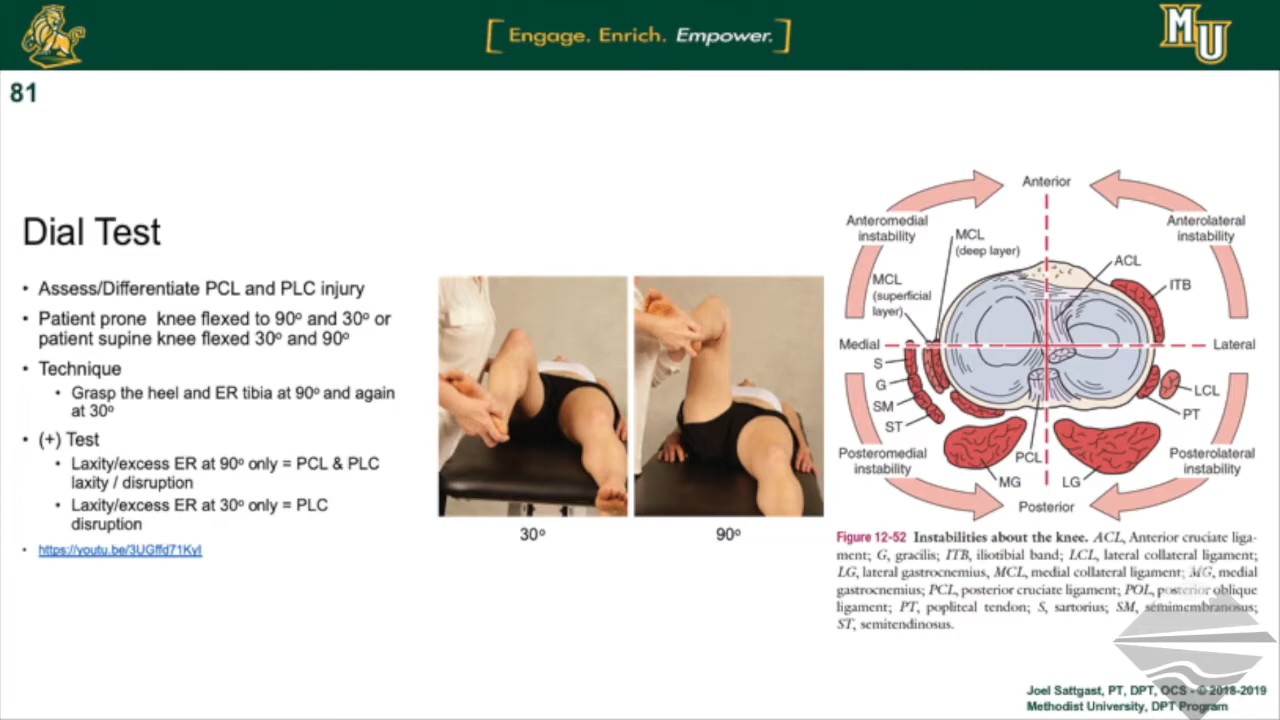 [ Engage. Enrich. Empower. ]
MU
81
Dial Test
• Assess/Differentiate PCL and PLC injury
• Patient prone knee flexed to 90º and 30º or
patient supine knee flexed 30º and 90º
• Technique
• Grasp the heel and ER tibia at 90º and again
at 30º
• (+) Test
• Laxity/excess ER at 90º only = PCL & PLC
laxity / disruption
• Laxity/excess ER at 30º only = PLC
disruption
• https://youtu.be/3UGffd71KyI
30º
90º
Anterior
Anteromedial
instability
Anterolateral
instability
MCL
(deep layer)
ACL
MCL
(superficial
layer)
ITB
Medial
Lateral
S
G
SM
ST
LCL
PT
Posteromedial
instability
PCL
Posterolateral
instability
MG
LG
Posterior
Figure 12-52 Instabilities about the knee. ACL, Anterior cruciate liga-
ment; G, gracilis; ITB, iliotibial band; LCL, lateral collateral ligament;
LG, lateral gastrocnemius, MCL, medial collateral ligament; MG, medial
gastrocnemius; PCL, posterior cruciate ligament; POL, posterior oblique
ligament; PT, popliteal tendon; S, sartorius; SM, semimembranosus;
ST, semitendinosus.
Joel Sattgast, PT, DPT, OCS - © 2018-2019
Methodist University, DPT Program